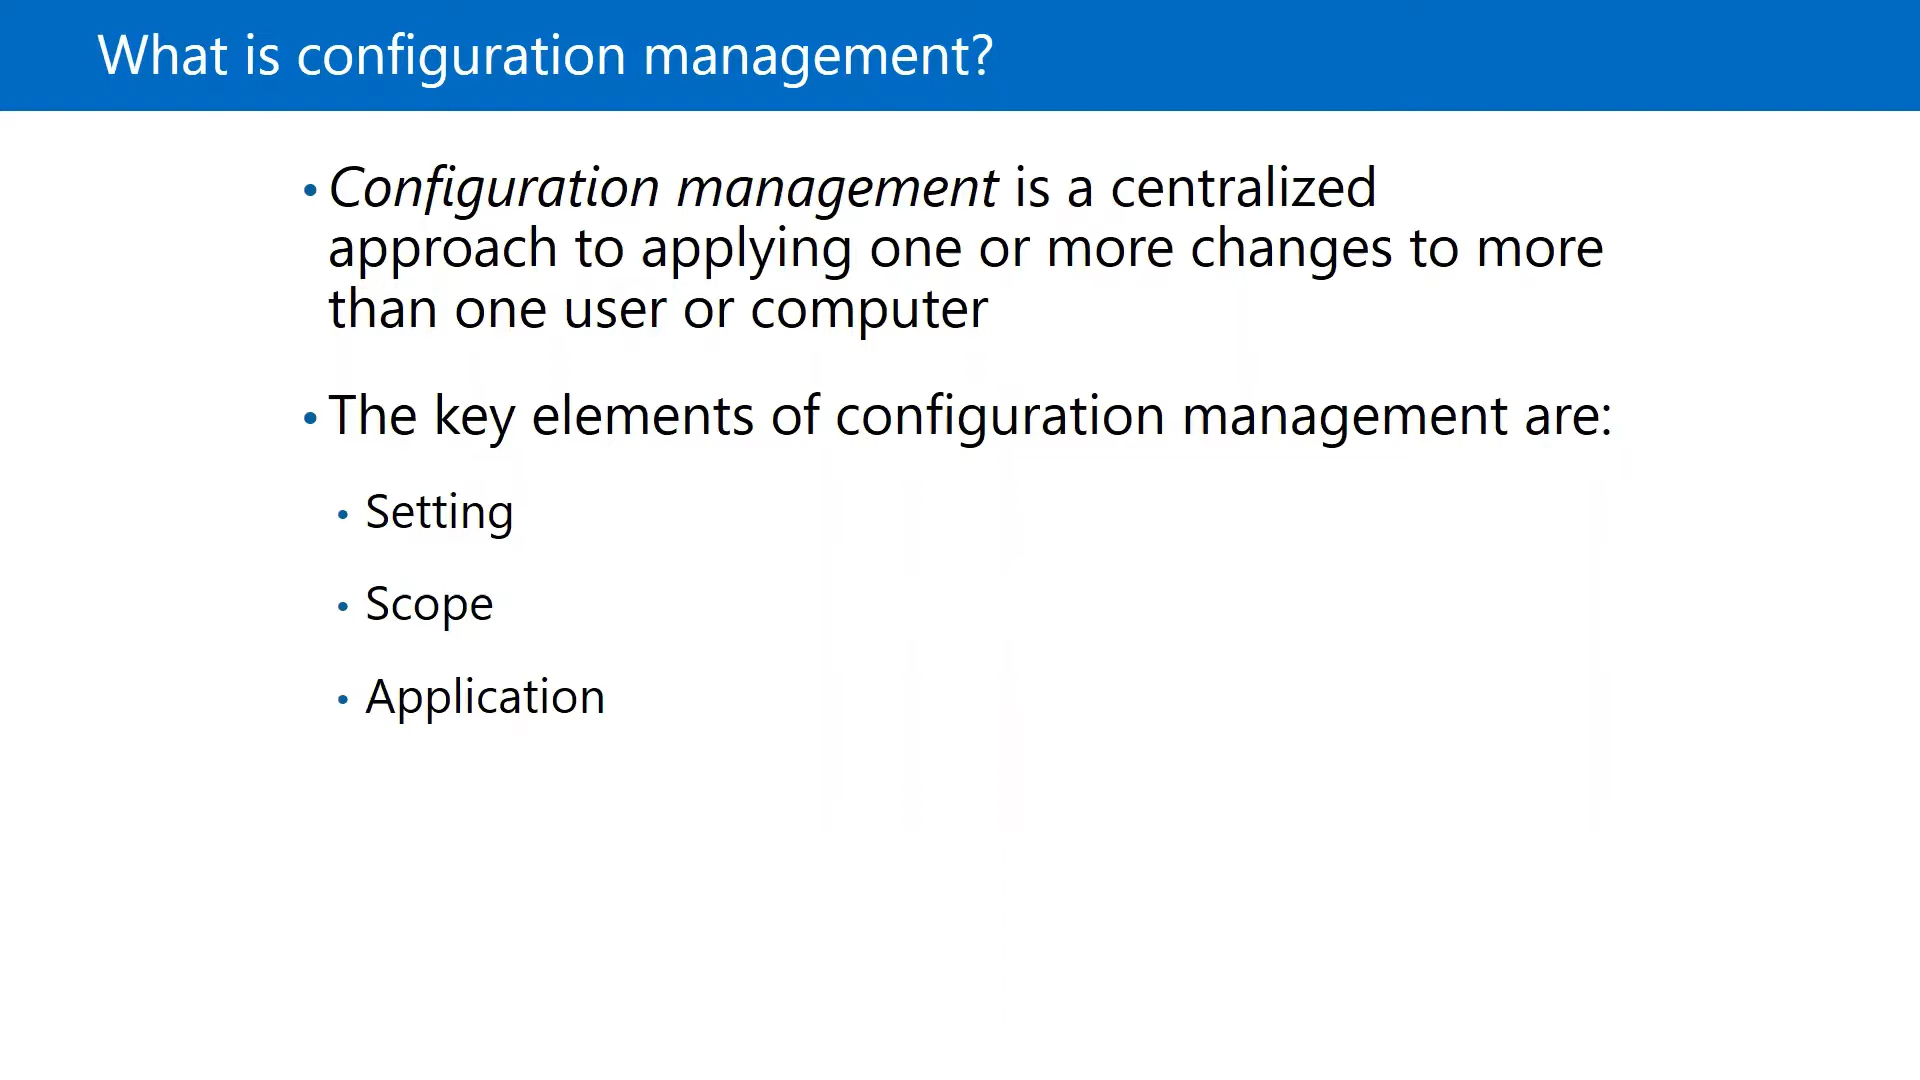 What is configuration management?
• Configuration management is a centralized
approach to applying one or more changes to more
than one user or computer
• The key elements of configuration management are:
• Setting
• Scope
• Application